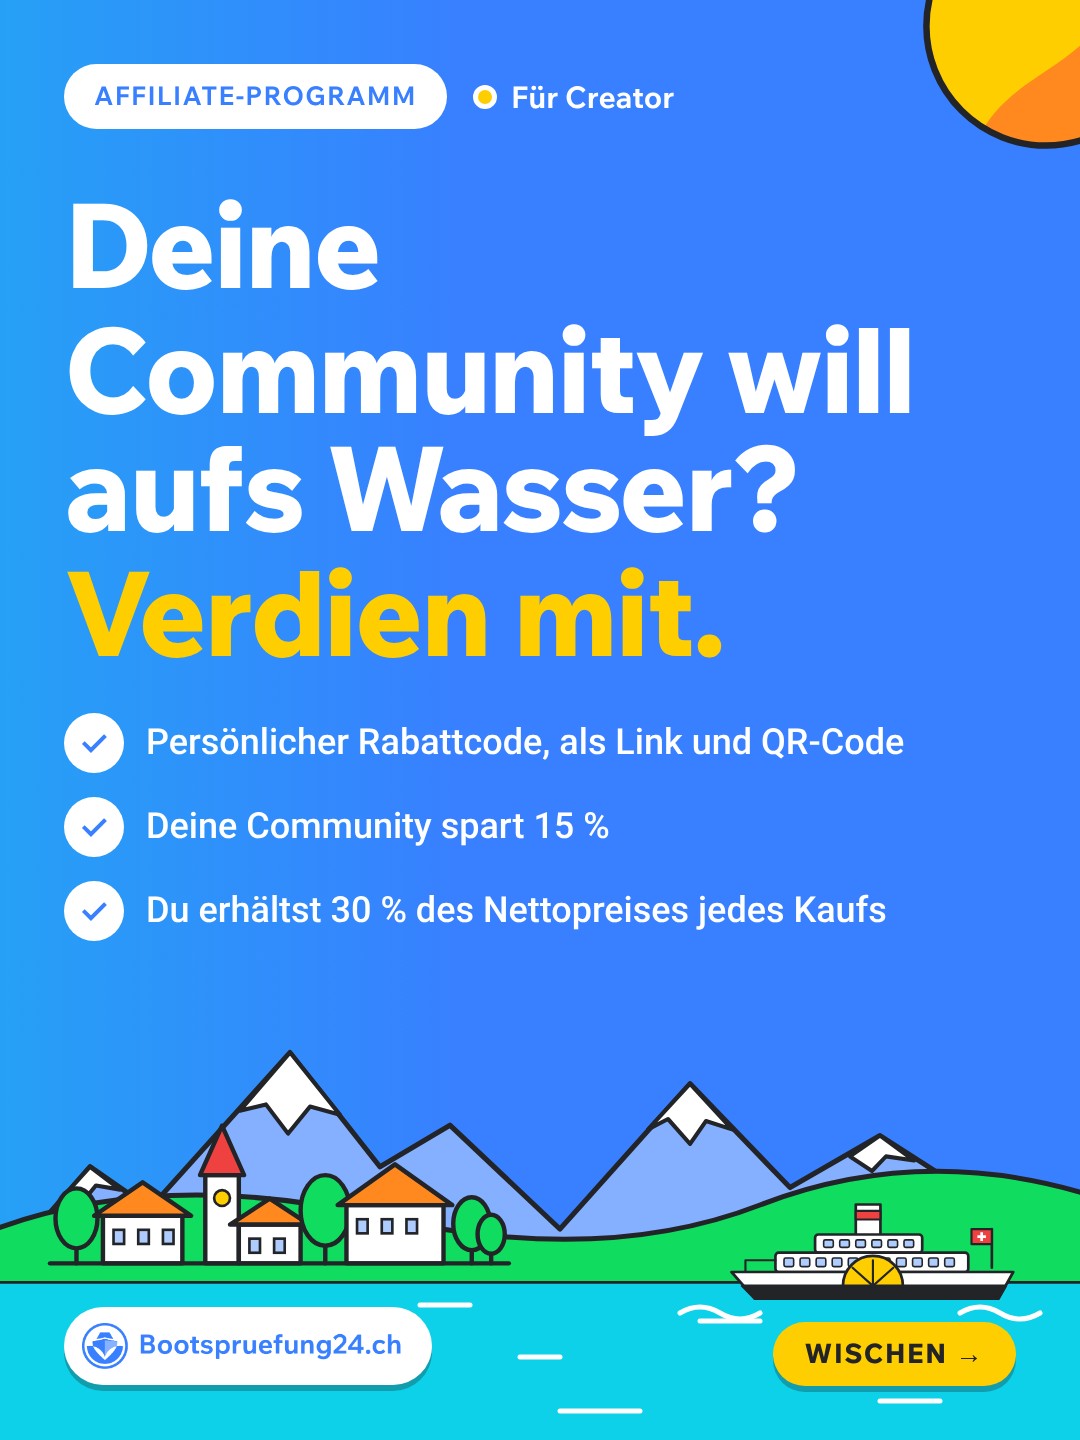 AFFILIATE-PROGRAMM
Für Creator
Deine
Community will
aufs Wasser?
Verdien mit.
Persönlicher Rabattcode, als Link und QR-Code
Deine Community spart 15 %
Du erhältst 30 % des Nettopreises jedes Kaufs
Bootspruefung24.ch
WISCHEN →